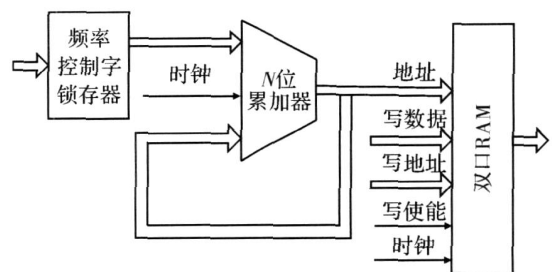 频率
控制字
锁存器
时钟
N位
累加器
地址
写数据
写地址
写使能
时钟
双口RAM